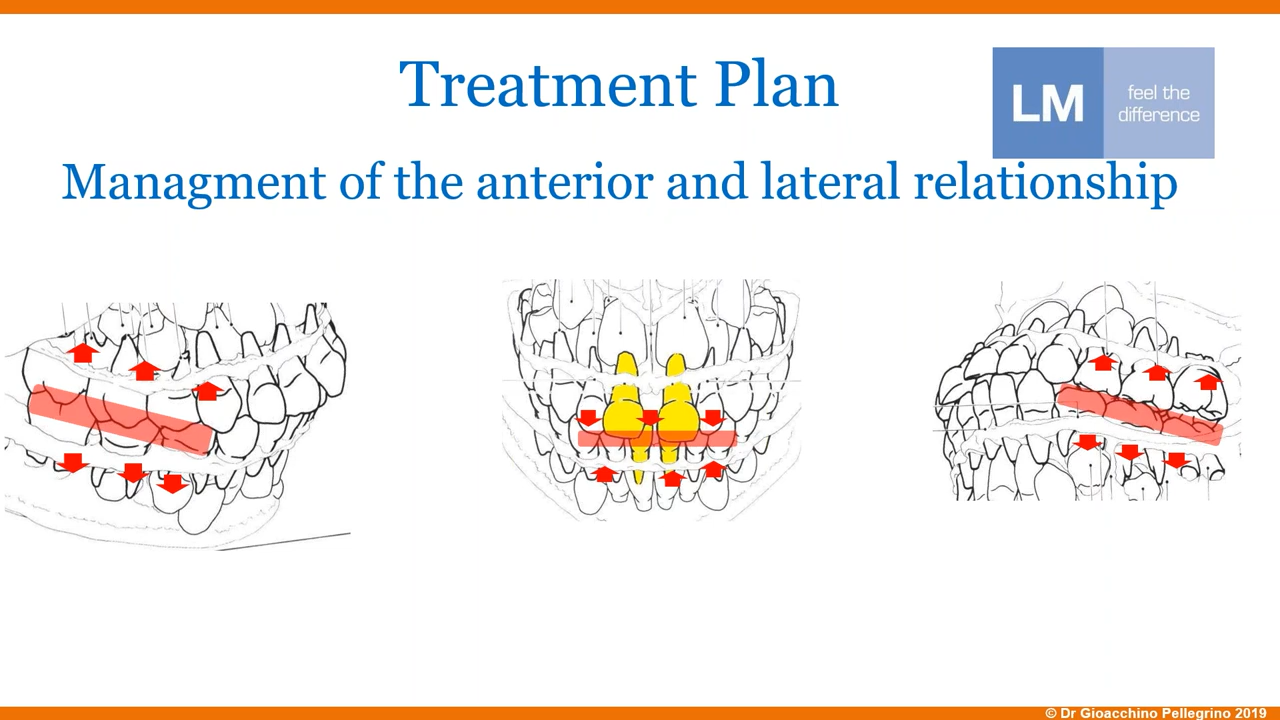 Treatment Plan
LM
feel the
difference
Managment of the anterior and lateral relationship
© Dr Gioacchino Pellegrino 2019